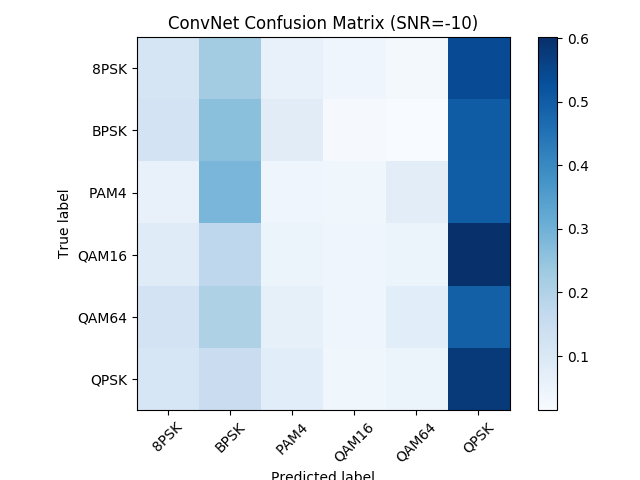 ConvNet Confusion Matrix (SNR=-10)
True label
8PSK
BPSK
PAM4
QAM16
QAM64
QPSK
8PSK
BPSK
PAM4
QAM16
QAM64
QPSK
Predicted label
0.6
0.5
0.4
0.3
0.2
0.1